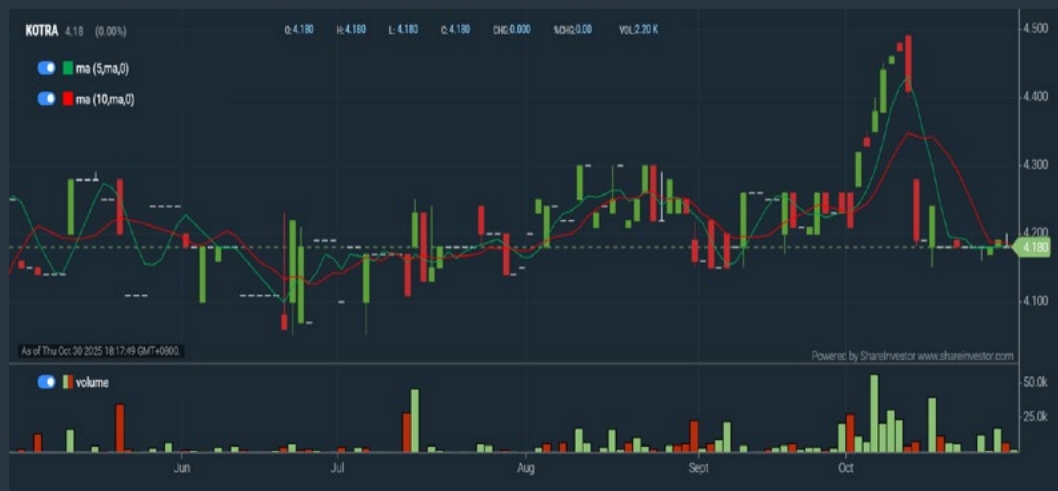 KOTRA 4.18 (0.00%) O: 4.180 H: 4.180 L: 4.180 C: 4.180 CHG:0.000 %CHG:0.00 VOL:2.20 K
4.500
ma (5,ma,0)
ma (10,ma,0)
4.400
4.300
4.200
4.180
4.100
As of Thu Oct 30 2025 18:17:49 GMT+0800.
Powered by ShareInvestor www.shareinvestor.com
volume
50.0k
25.0k
Jun Jul Aug Sept Oct